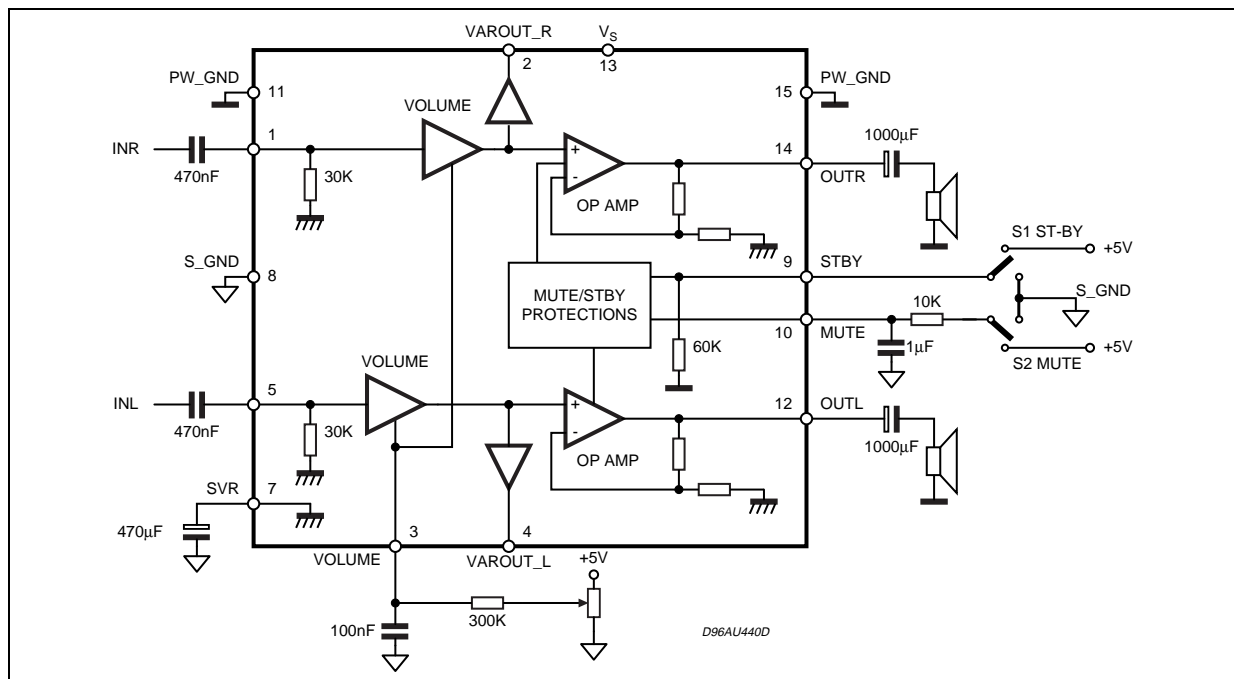 VAROUT_R
VS
2
13
PW_GND
11
15
PW_GND
VOLUME
1
INR
470nF
30K
+
-
OP AMP
14
OUTR
1000µF
S1 ST-BY
+5V
S_GND
8
9
STBY
MUTE/STBY
PROTECTIONS
S_GND
10K
10
MUTE
60K
1µF
+5V
S2 MUTE
VOLUME
5
INL
470nF
30K
+
-
OP AMP
12
OUTL
1000µF
SVR
7
470µF
3
4
VOLUME
VAROUT_L
+5V
300K
100nF
D96AU440D